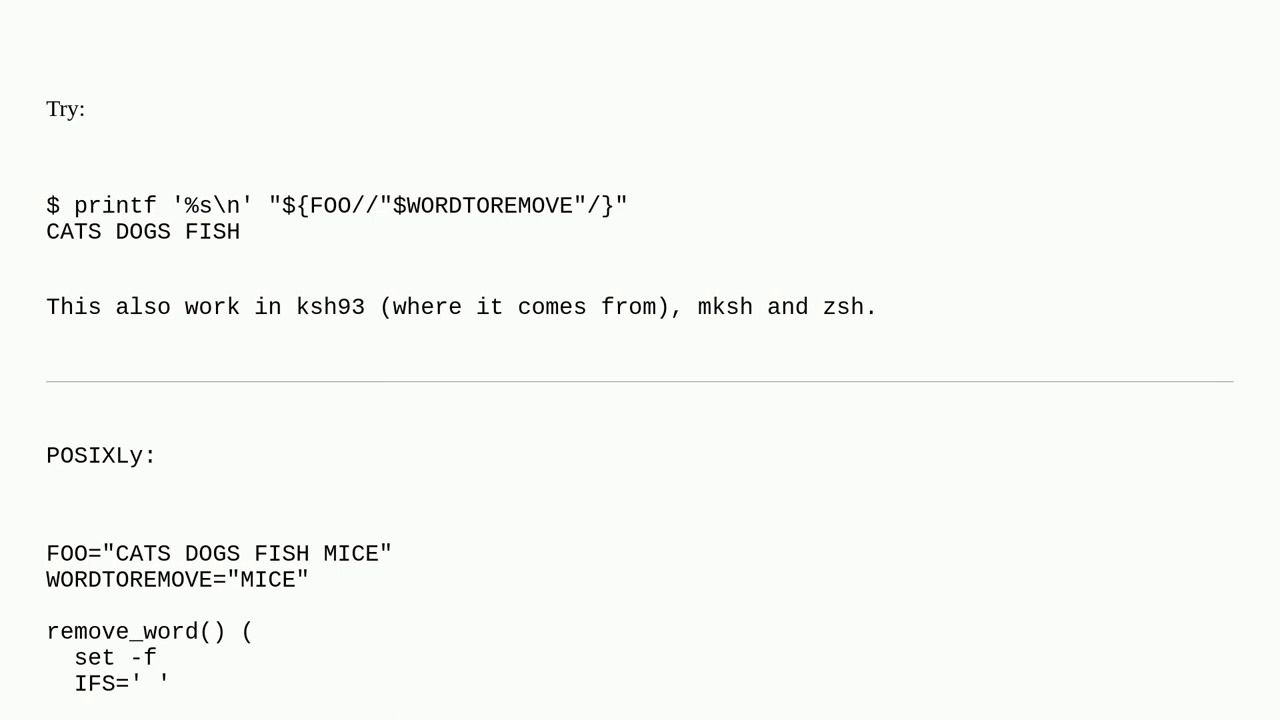 Try:
$ printf '%s\n' "${FOO//"$WORDTOREMOVE"/}"
CATS DOGS FISH
This also work in ksh93 (where it comes from), mksh and zsh.
POSIXLy:
FOO="CATS DOGS FISH MICE"
WORDTOREMOVE="MICE"
remove_word() (
  set -f
  IFS=' '